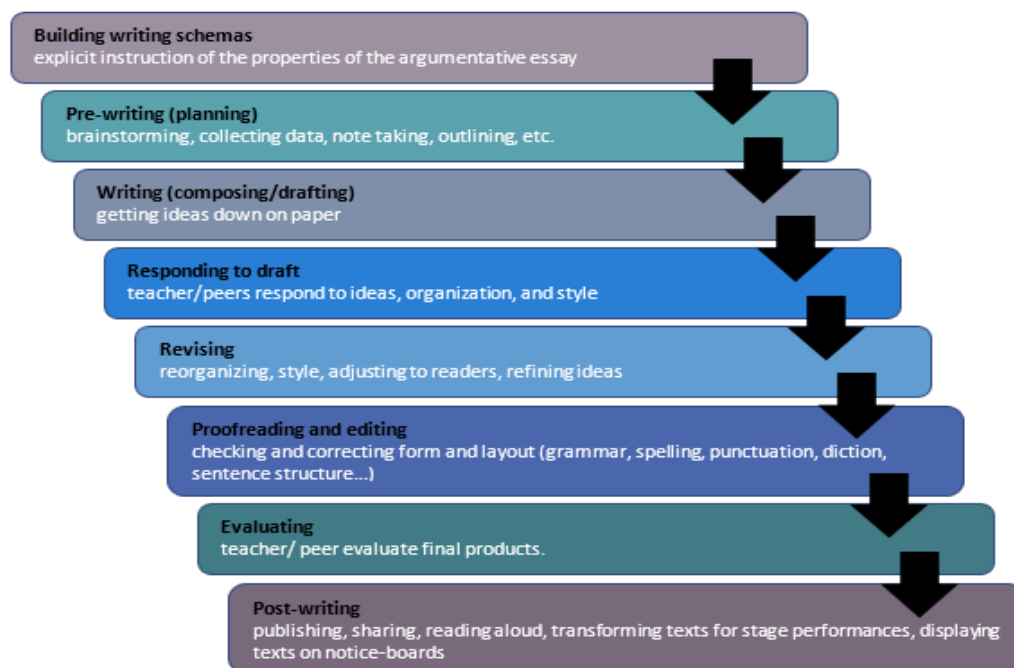 Building writing schemas
explicit instruction of the properties of the argumentative essay
Pre-writing (planning)
brainstorming, collecting data, note taking, outlining, etc.
Writing (composing/drafting)
getting ideas down on paper
Responding to draft
teacher/peers respond to ideas, organization, and style
Revising
reorganizing, style, adjusting to readers, refining ideas
Proofreading and editing
checking and correcting form and layout (grammar, spelling, punctuation, diction,
sentence structure...)
Evaluating
teacher/ peer evaluate final products.
Post-writing
publishing, sharing, reading aloud, transforming texts for stage performances, displaying
texts on notice-boards